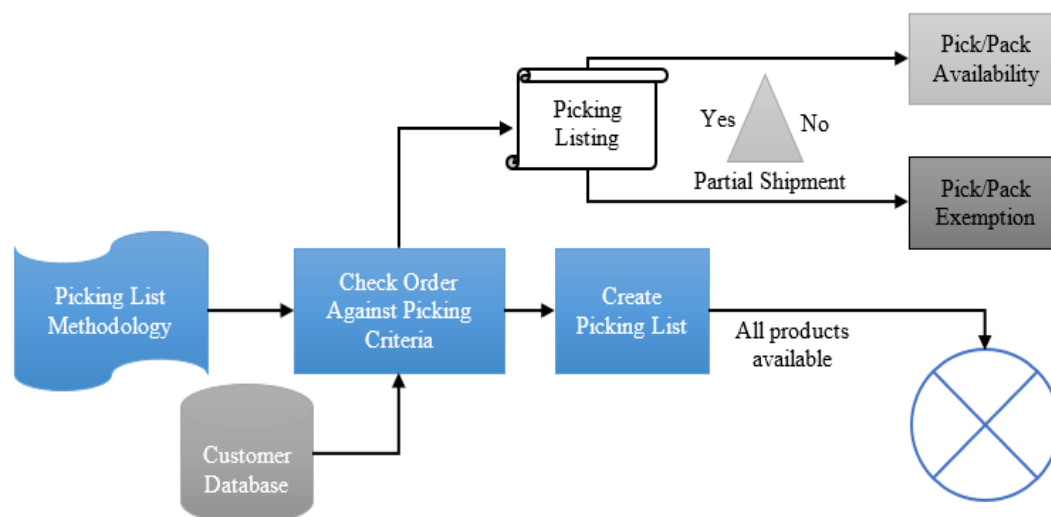 Pick/Pack
Availability
Picking
Listing
Yes
No
Partial Shipment
Pick/Pack
Exemption
Picking List
Methodology
Check Order
Against Picking
Criteria
Create
Picking List
All products
available
Customer
Database